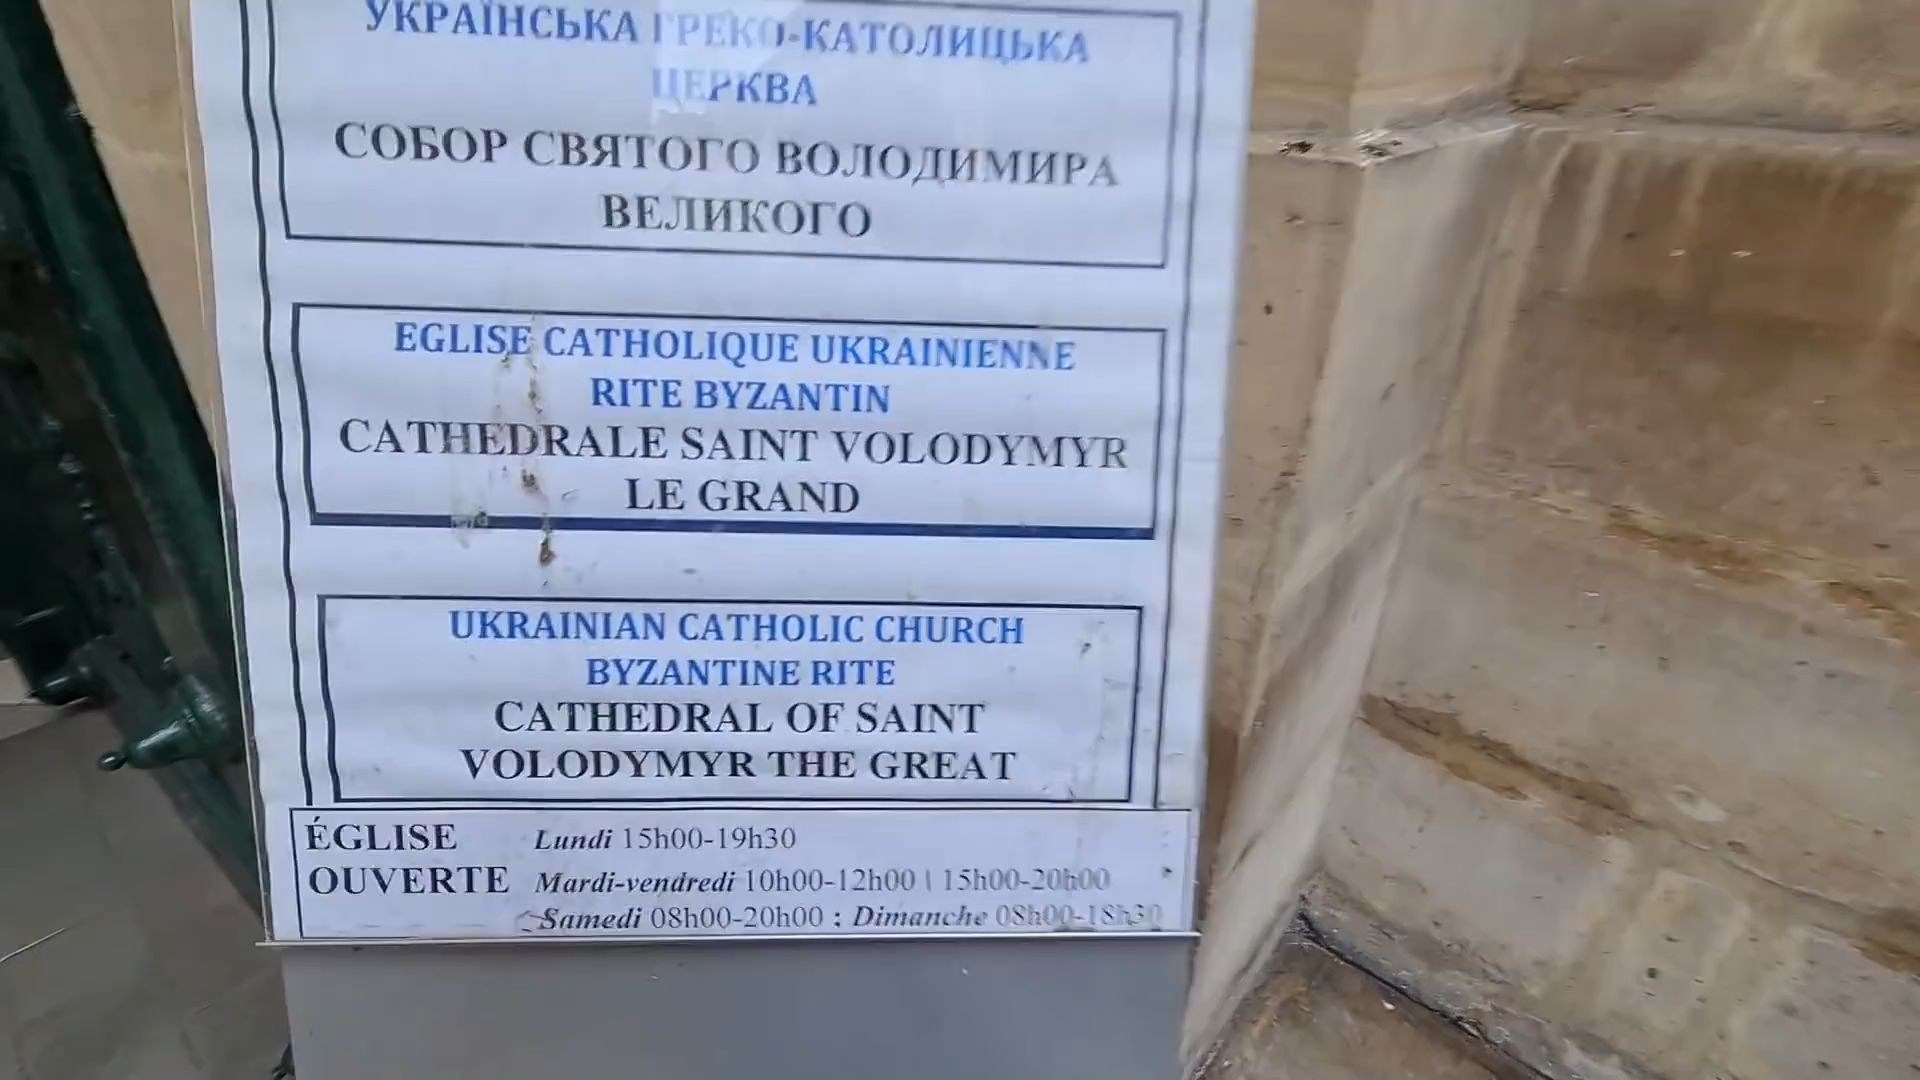 УКРАЇНСЬКА ГРЕКО-КАТОЛИЦЬКА
ЦЕРКВА
СОБОР СВЯТОГО ВОЛОДИМИРА
ВЕЛИКОГО
EGLISE CATHOLIQUE UKRAINIENNE
RITE BYZANTIN
CATHEDRALE SAINT VOLODYMYR
LE GRAND
UKRAINIAN CATHOLIC CHURCH
BYZANTINE RITE
CATHEDRAL OF SAINT
VOLODYMYR THE GREAT
ÉGLISE Lundi 15h00-19h30
OUVERTE Mardi-vendredi 10h00-12h00 | 15h00-20h00
Samedi 08h00-20h00 ; Dimanche 08h00-18h30